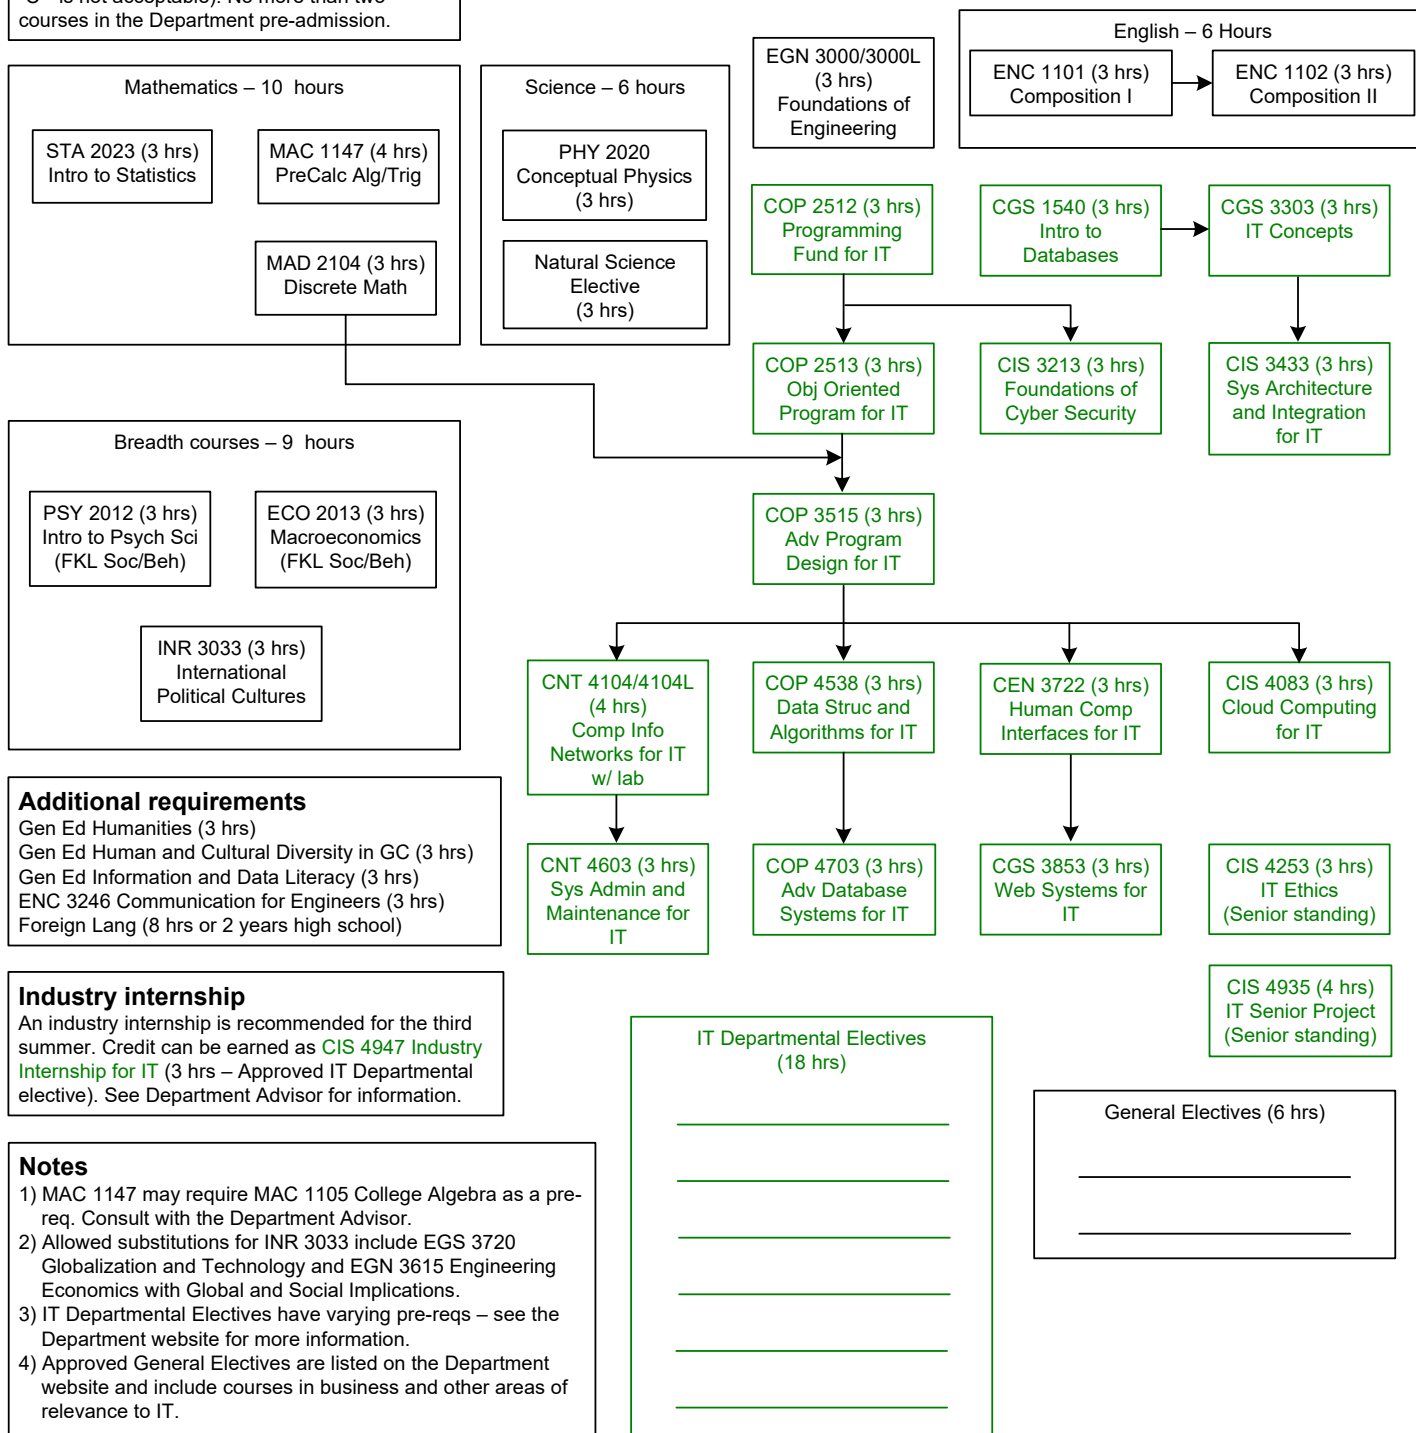 is not acceptable). No more than two
courses in the Department pre-admission.
English – 6 Hours
ENC 1101 (3 hrs)
Composition I
ENC 1102 (3 hrs)
Composition II
EGN 3000/3000L
(3 hrs)
Foundations of
Engineering
Mathematics – 10 hours
STA 2023 (3 hrs)
Intro to Statistics
MAC 1147 (4 hrs)
PreCalc Alg/Trig
MAD 2104 (3 hrs)
Discrete Math
Science – 6 hours
PHY 2020
Conceptual Physics
(3 hrs)
Natural Science
Elective
(3 hrs)
COP 2512 (3 hrs)
Programming
Fund for IT
CGS 1540 (3 hrs)
Intro to
Databases
CGS 3303 (3 hrs)
IT Concepts
COP 2513 (3 hrs)
Obj Oriented
Program for IT
CIS 3213 (3 hrs)
Foundations of
Cyber Security
CIS 3433 (3 hrs)
Sys Architecture
and Integration
for IT
Breadth courses – 9 hours
PSY 2012 (3 hrs)
Intro to Psych Sci
(FKL Soc/Beh)
ECO 2013 (3 hrs)
Macroeconomics
(FKL Soc/Beh)
INR 3033 (3 hrs)
International
Political Cultures
COP 3515 (3 hrs)
Adv Program
Design for IT
CNT 4104/4104L
(4 hrs)
Comp Info
Networks for IT
w/ lab
COP 4538 (3 hrs)
Data Struc and
Algorithms for IT
CEN 3722 (3 hrs)
Human Comp
Interfaces for IT
CIS 4083 (3 hrs)
Cloud Computing
for IT
CNT 4603 (3 hrs)
Sys Admin and
Maintenance for
IT
COP 4703 (3 hrs)
Adv Database
Systems for IT
CGS 3853 (3 hrs)
Web Systems for
IT
CIS 4253 (3 hrs)
IT Ethics
(Senior standing)
CIS 4935 (4 hrs)
IT Senior Project
(Senior standing)
Additional requirements
Gen Ed Humanities (3 hrs)
Gen Ed Human and Cultural Diversity in GC (3 hrs)
Gen Ed Information and Data Literacy (3 hrs)
ENC 3246 Communication for Engineers (3 hrs)
Foreign Lang (8 hrs or 2 years high school)
Industry internship
An industry internship is recommended for the third
summer. Credit can be earned as CIS 4947 Industry
Internship for IT (3 hrs – Approved IT Departmental
elective). See Department Advisor for information.
IT Departmental Electives
(18 hrs)
General Electives (6 hrs)
Notes
1) MAC 1147 may require MAC 1105 College Algebra as a pre-
req. Consult with the Department Advisor.
2) Allowed substitutions for INR 3033 include EGS 3720
Globalization and Technology and EGN 3615 Engineering
Economics with Global and Social Implications.
3) IT Departmental Electives have varying pre-reqs – see the
Department website for more information.
4) Approved General Electives are listed on the Department
website and include courses in business and other areas of
relevance to IT.